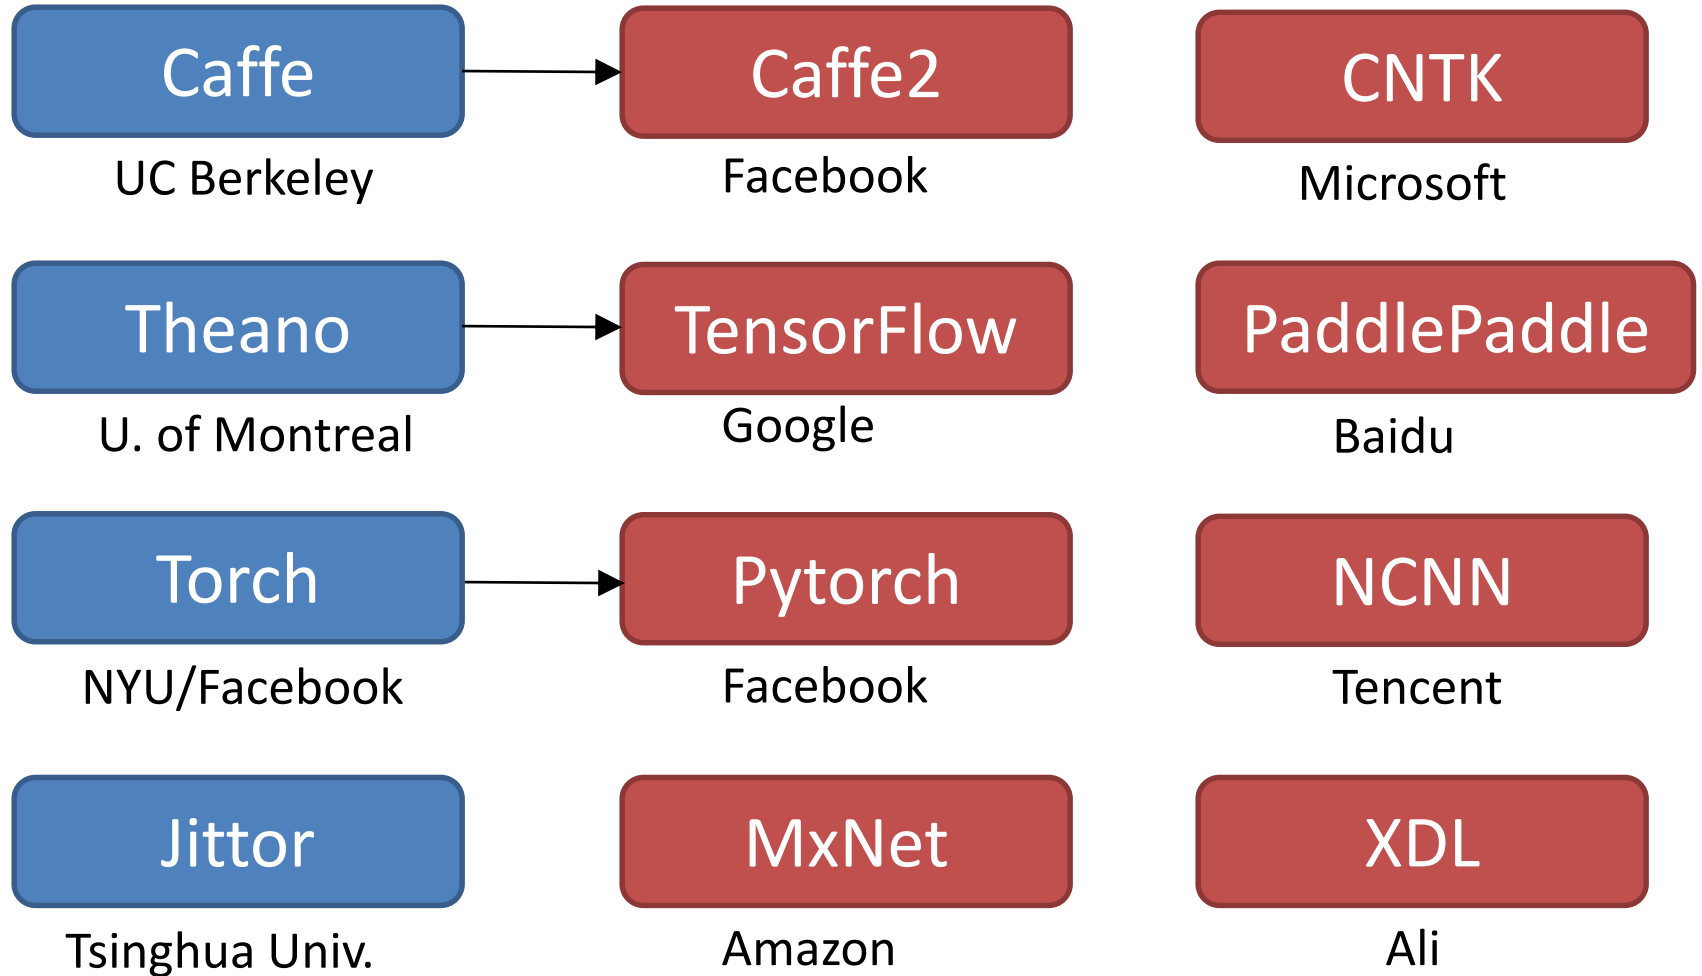 Caffe
Caffe2
CNTK
UC Berkeley
Facebook
Microsoft
Theano
TensorFlow
PaddlePaddle
U. of Montreal
Google
Baidu
Torch
Pytorch
NCNN
NYU/Facebook
Facebook
Tencent
Jittor
MxNet
XDL
Tsinghua Univ.
Amazon
Ali